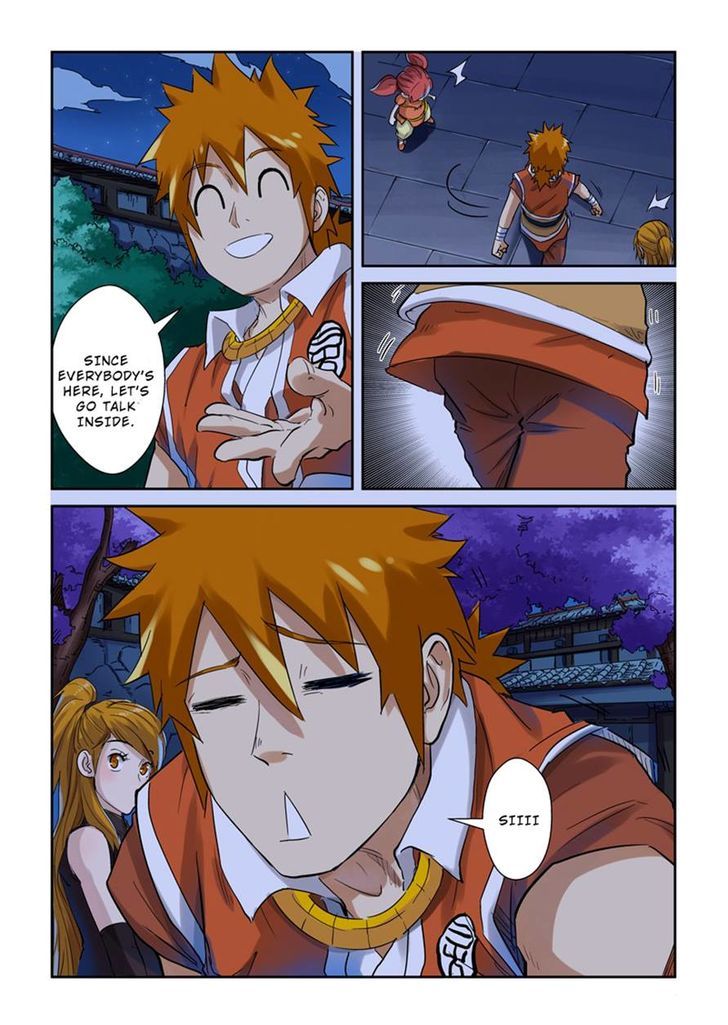 SINCE
EVERYBODY'S
HERE, LET'S
GO TALK
INSIDE.
SIIII